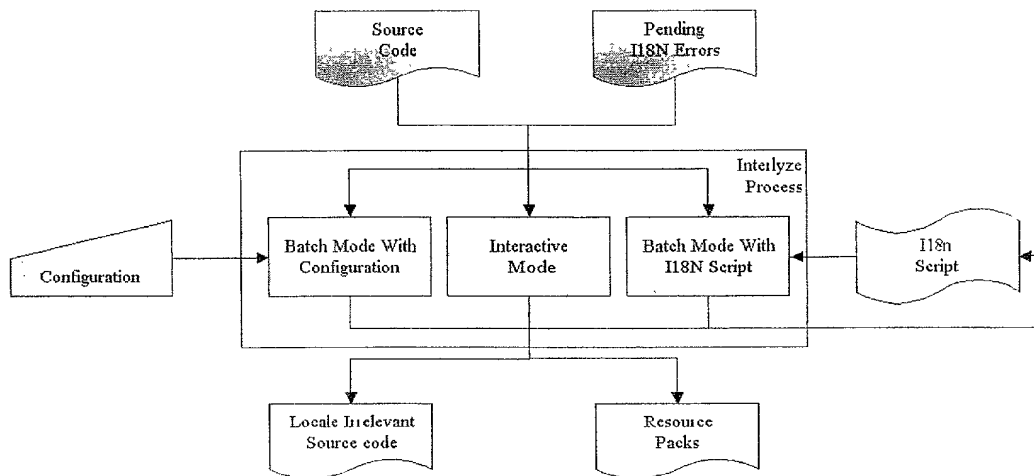 Source
Code
Pending
I18N Errors
Interlyze
Process
Batch Mode With
Configuration
Interactive
Mode
Batch Mode With
I18N Script
Configuration
I18n
Script
Locale Irrelevant
Source code
Resource
Packs